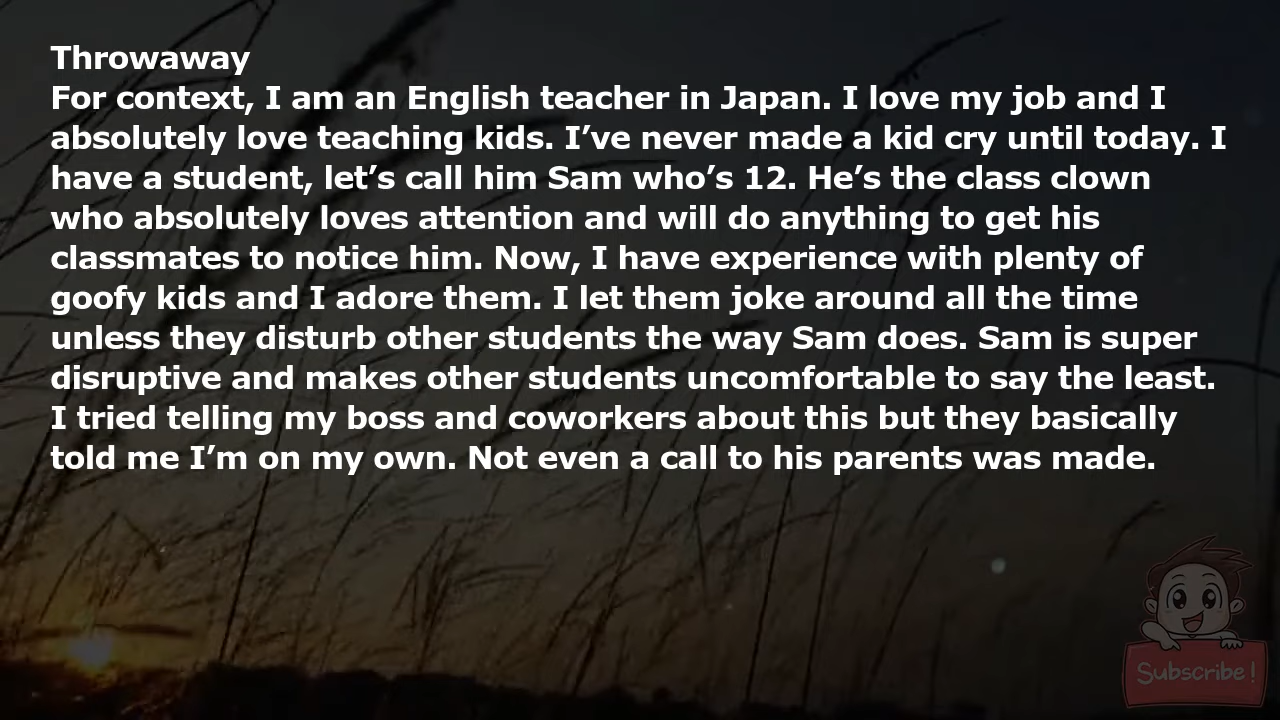 Throwaway
For context, I am an English teacher in Japan. I love my job and I
absolutely love teaching kids. I’ve never made a kid cry until today. I
have a student, let’s call him Sam who’s 12. He’s the class clown
who absolutely loves attention and will do anything to get his
classmates to notice him. Now, I have experience with plenty of
goofy kids and I adore them. I let them joke around all the time
unless they disturb other students the way Sam does. Sam is super
disruptive and makes other students uncomfortable to say the least.
I tried telling my boss and coworkers about this but they basically
told me I’m on my own. Not even a call to his parents was made.
Subscribe!